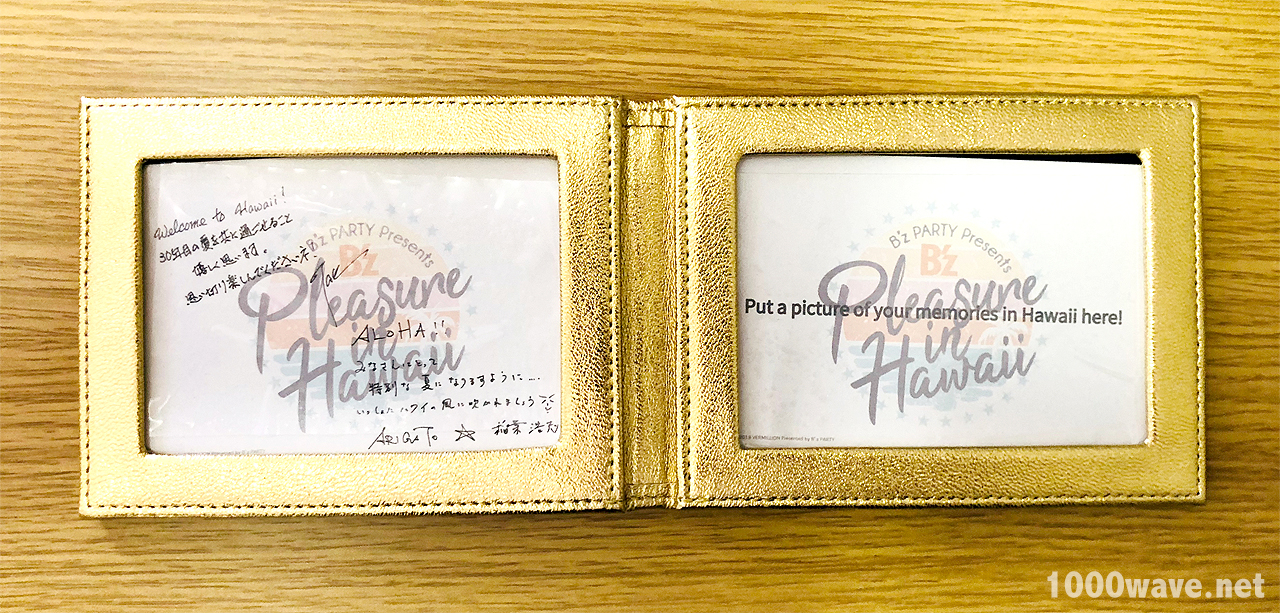 Welcome to Hawaii!
30年目の夏を共に過ごせること
嬉しく思います。
思い切り楽しんでください
Tak
ALOHA!!
みなさんにとって
特別な夏になりますように....
いっしょにハワイの風に吹かれましょう
ARIGATO ☆ 稲葉浩志
B'z PARTY Presents
B'z
Pleasure
in
Hawaii
B'z PARTY Presents
B'z
Pleasure
Put a picture of your memories in Hawaii here!
in
Hawaii
VERMILLION Presented by B'z PARTY
1000wave.net